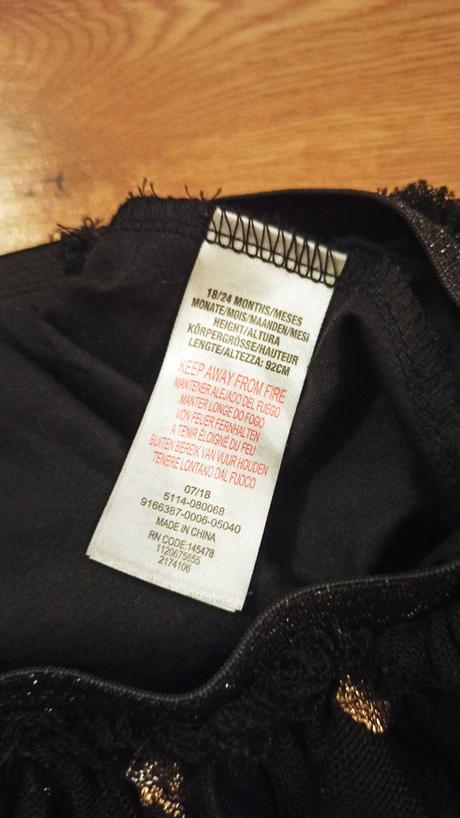 18/24 MONTHS/MESES
MONATE/MOIS/MAANDEN/MESI
HEIGHT/ALTURA
KÖRPERGRÖSSE/HAUTEUR
LENGTE/ALTEZZA: 92CM
KEEP AWAY FROM FIRE
MANTENER ALEJADO DEL FUEGO
MANTER LONGE DO FOGO
VON FEUER FERNHALTEN
A TENIR ÉLOIGNÉ DU FEU
BUITEN BEREIK VAN VUUR HOUDEN
TENERE LONTANO DAL FUOCO
07/18
5114-080068
9166387-0006-05040
MADE IN CHINA
RN CODE:145478
1120675655
2174106